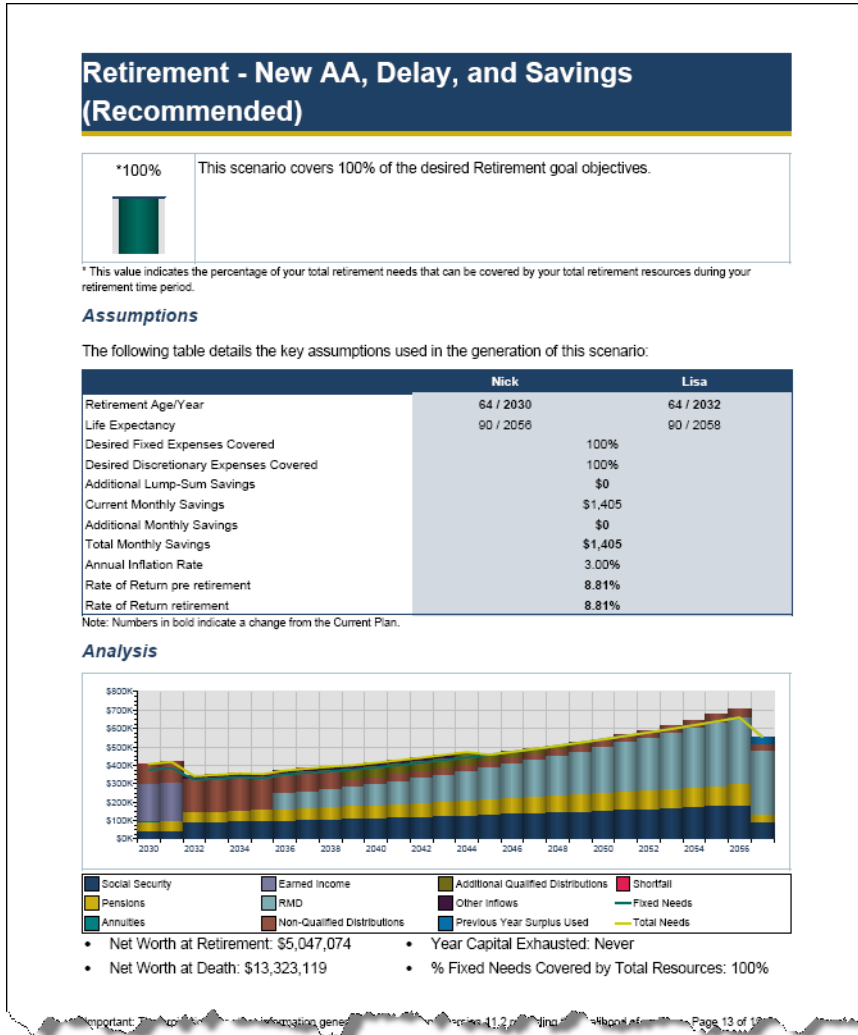 Retirement - New AA, Delay, and Savings
(Recommended)
*100%
This scenario covers 100% of the desired Retirement goal objectives.
* This value indicates the percentage of your total retirement needs that can be covered by your total retirement resources during your
retirement time period.
Assumptions
The following table details the key assumptions used in the generation of this scenario:
Nick Lisa
Retirement Age/Year 64 / 2030 64 / 2032
Life Expectancy 90 / 2056 90 / 2058
Desired Fixed Expenses Covered 100%
Desired Discretionary Expenses Covered 100%
Additional Lump-Sum Savings $0
Current Monthly Savings $1,405
Additional Monthly Savings $0
Total Monthly Savings $1,405
Annual Inflation Rate 3.00%
Rate of Return pre retirement 8.81%
Rate of Return retirement 8.81%
Note: Numbers in bold indicate a change from the Current Plan.
Analysis
$800K
$700K
$600K
$500K
$400K
$300K
$200K
$100K
$0K
2030 2032 2034 2036 2038 2040 2042 2044 2046 2048 2050 2052 2054 2056
Social Security Earned Income Additional Qualified Distributions Shortfall
Pensions RMD Other Inflows Fixed Needs
Annuities Non-Qualified Distributions Previous Year Surplus Used Total Needs
• Net Worth at Retirement: $5,047,074 • Year Capital Exhausted: Never
• Net Worth at Death: $13,323,119 • % Fixed Needs Covered by Total Resources: 100%
Important: information 11.2 Page 13 of